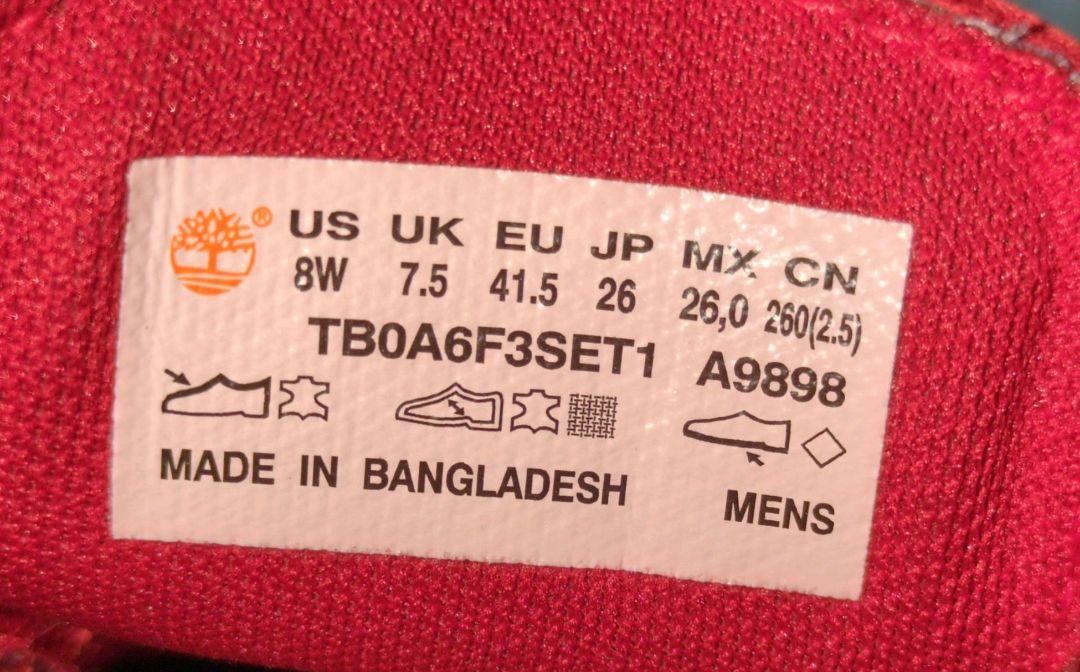 ® US UK EU JP MX CN
8W 7.5 41.5 26 26,0 260(2.5)
TB0A6F3SET1 A9898
MADE IN BANGLADESH MENS